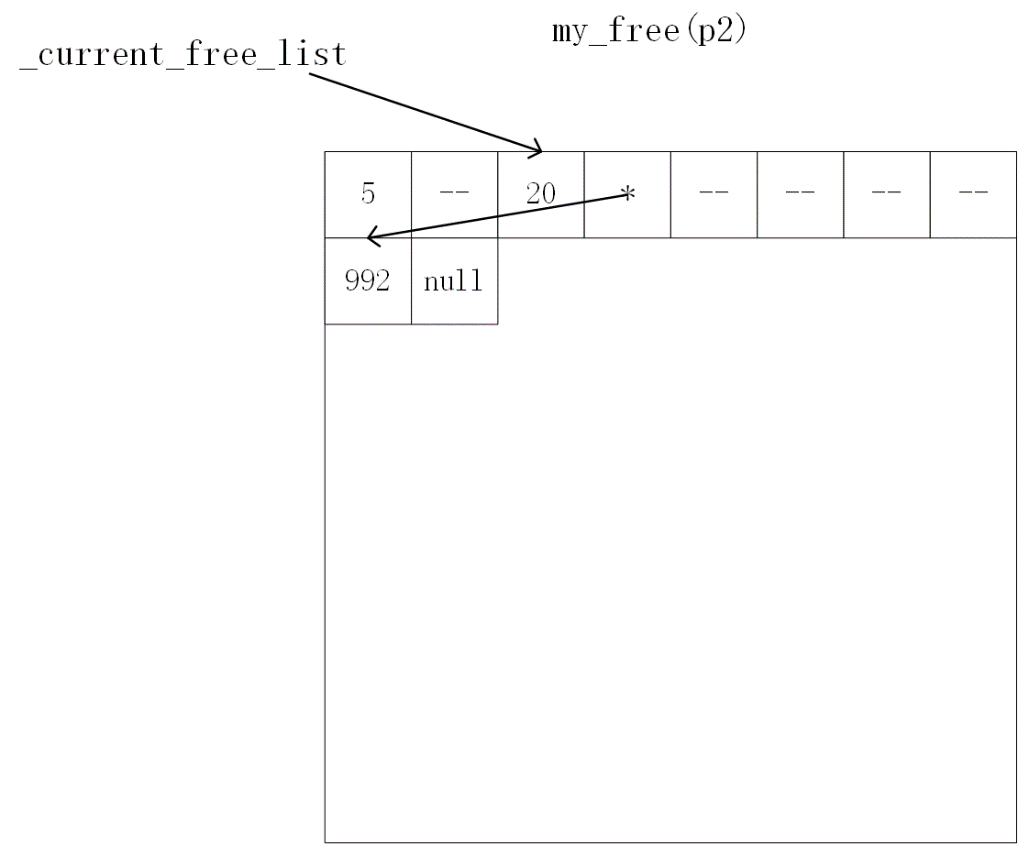 my_free(p2)
_current_free_list
5 -- 20 * -- -- -- --
992 null